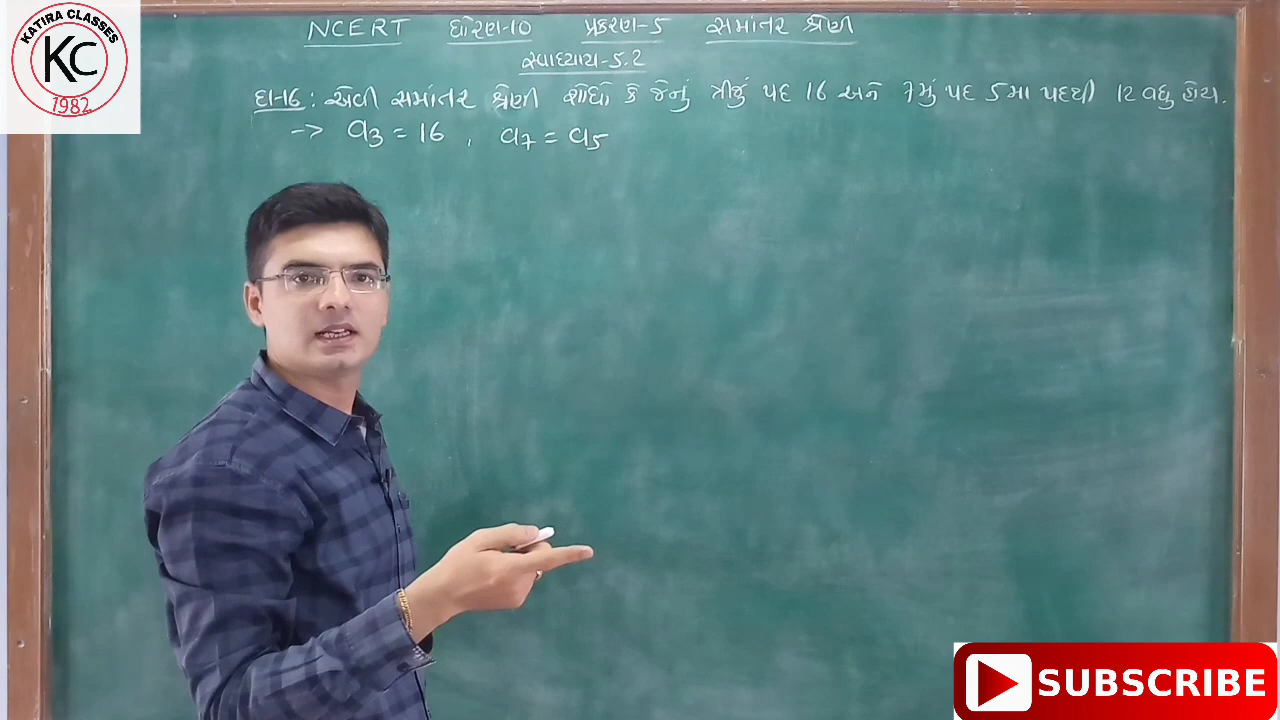 KATIRA CLASSES
KC
1982
NCERT ધોરણ-10 પ્રકરણ-5 સમાંતર શ્રેણી
સ્વાધ્યાય-5.2
દા-16: એવી સમાંતર શ્રેણી શોધો કે જેનું ત્રીજું પદ 16 અને 7મું પદ 5મા પદથી 12 વધુ હોય.
-> a₃ = 16 , a₇ = a₅
SUBSCRIBE